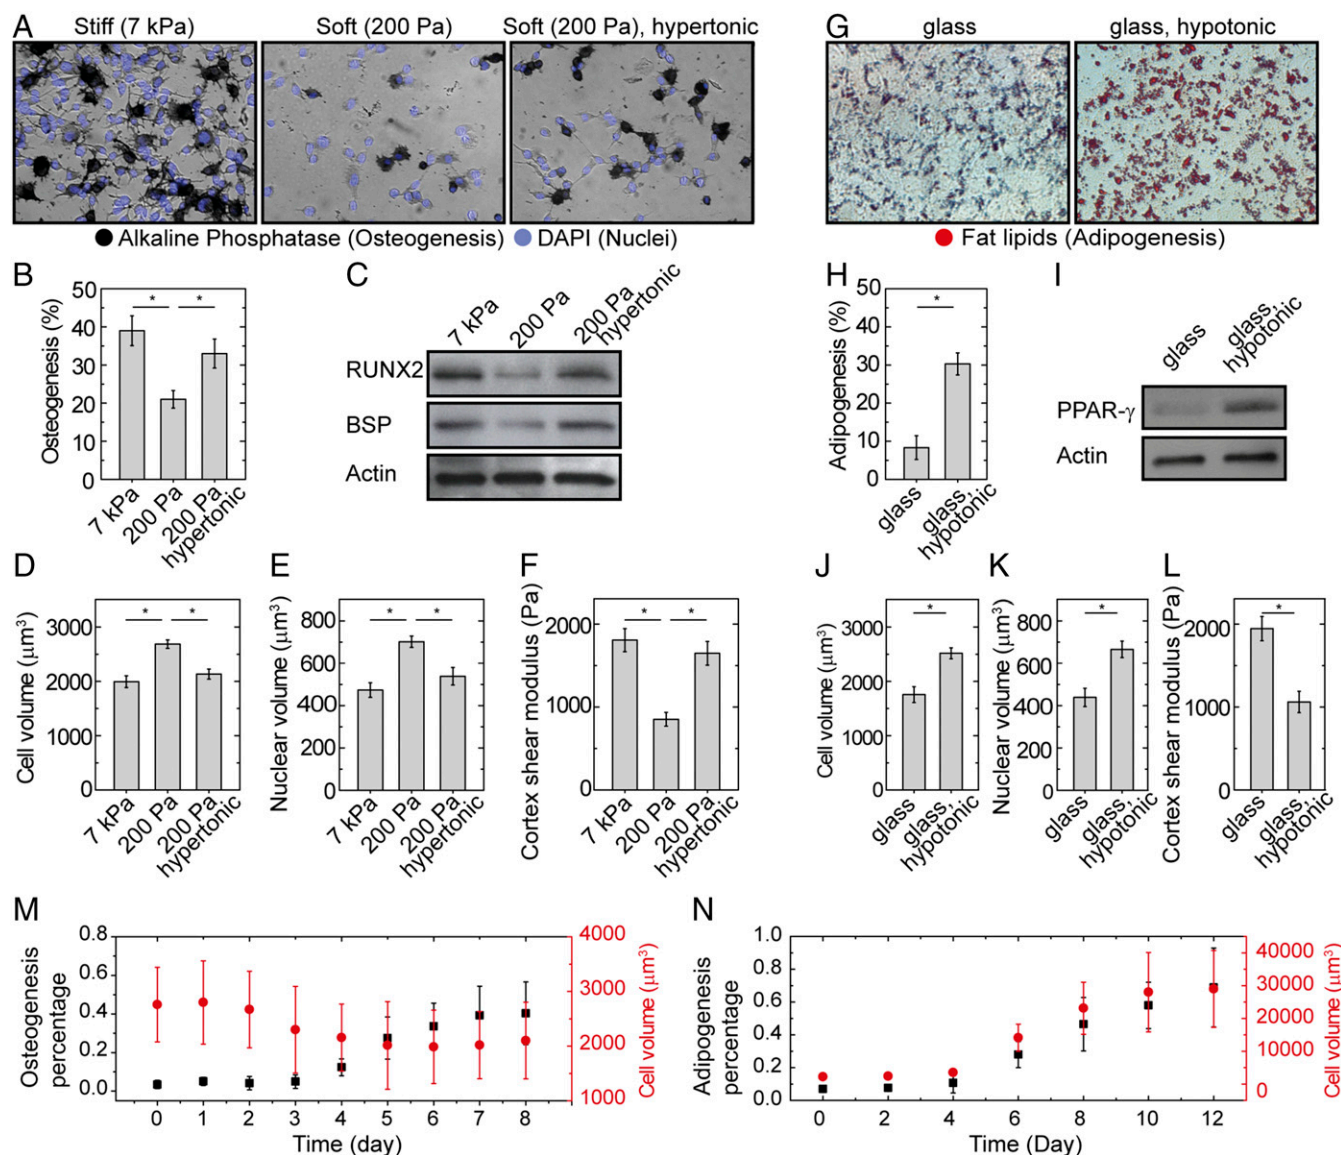 A
Stiff (7 kPa)
Soft (200 Pa)
Soft (200 Pa), hypertonic
Alkaline Phosphatase (Osteogenesis)
DAPI (Nuclei)
G
glass
glass, hypotonic
Fat lipids (Adipogenesis)
B
Osteogenesis (%)
50
40
30
20
10
0
*
*
7 kPa
200 Pa
200 Pa
hypertonic
C
7 kPa
200 Pa
200 Pa
hypertonic
RUNX2
BSP
Actin
H
Adipogenesis (%)
50
40
30
20
10
0
*
glass
glass,
hypotonic
I
glass
glass,
hypotonic
PPAR-γ
Actin
D
Cell volume (μm³)
3000
2000
1000
0
*
*
7 kPa
200 Pa
200 Pa
hypertonic
E
Nuclear volume (μm³)
800
600
400
200
0
*
*
7 kPa
200 Pa
200 Pa
hypertonic
F
Cortex shear modulus (Pa)
2000
1000
0
*
*
7 kPa
200 Pa
200 Pa
hypertonic
J
Cell volume (μm³)
3000
2000
1000
0
*
glass
glass,
hypotonic
K
Nuclear volume (μm³)
800
600
400
200
0
*
glass
glass,
hypotonic
L
Cortex shear modulus (Pa)
2000
1000
0
*
glass
glass,
hypotonic
M
Osteogenesis
percentage
0.8
0.6
0.4
0.2
0.0
4000
3000
2000
1000
Cell volume (μm³)
0 1 2 3 4 5 6 7 8
Time (day)
N
Adipogenesis
percentage
1.0
0.8
0.6
0.4
0.2
0.0
40000
30000
20000
10000
0
Cell volume (μm³)
0 2 4 6 8 10 12
Time (Day)